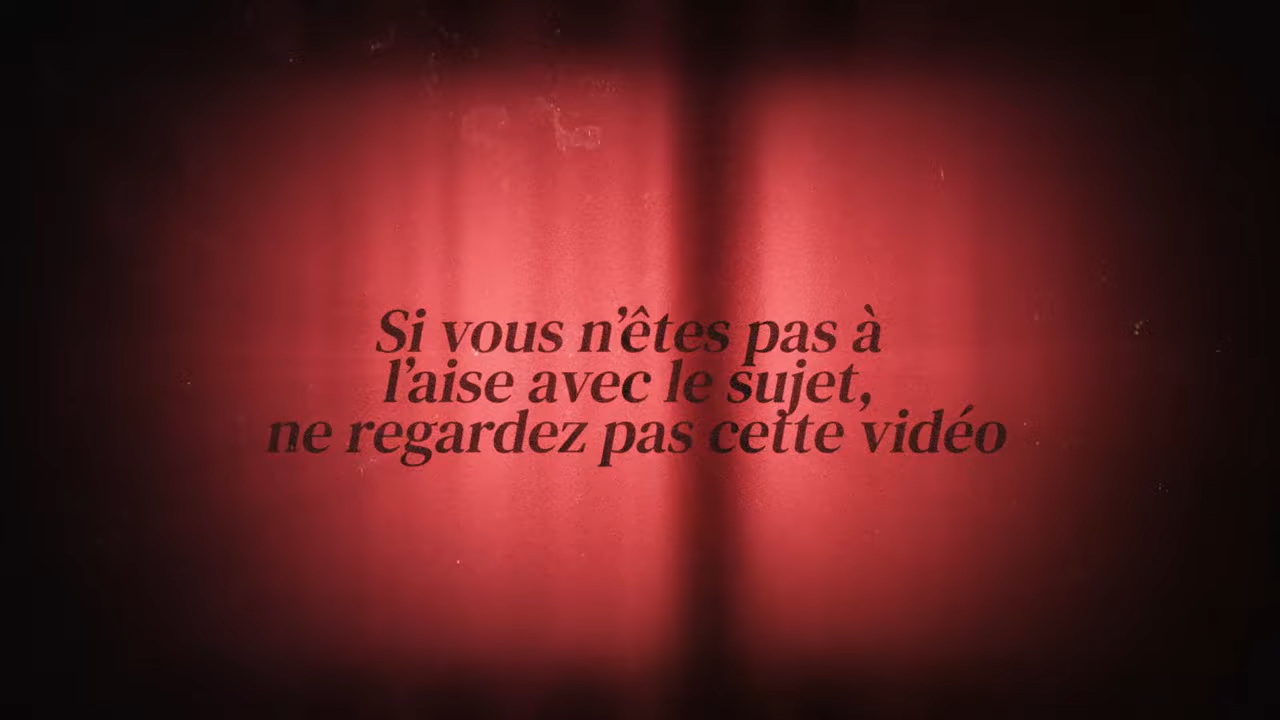 Si vous n’êtes pas à
l’aise avec le sujet,
ne regardez pas cette vidéo